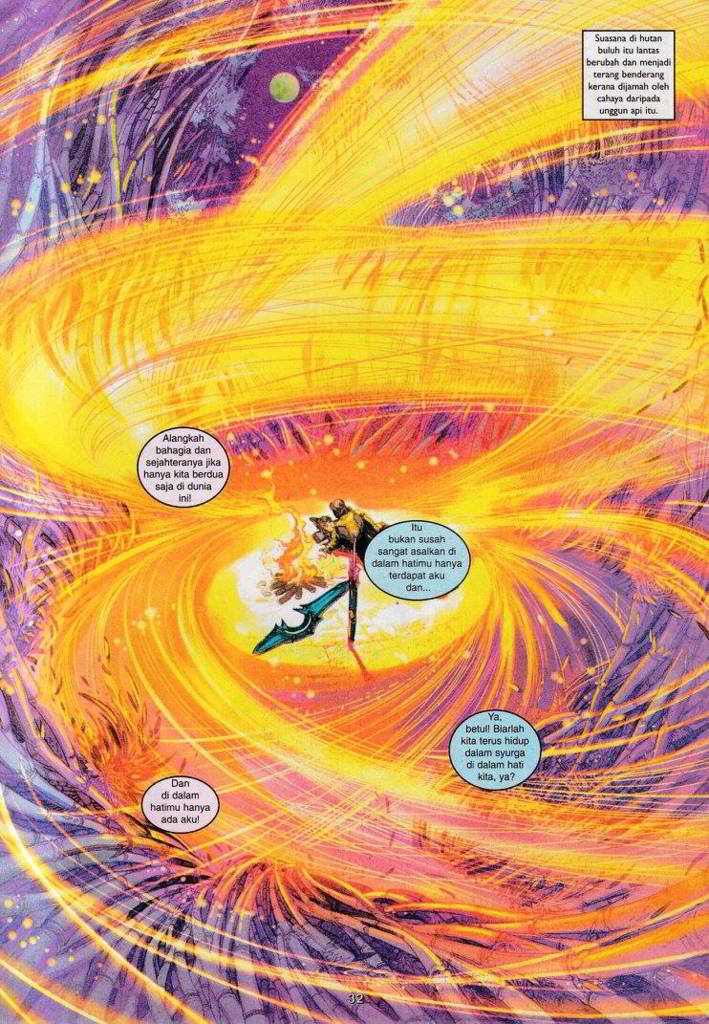 Suasana di hutan
buluh itu lantas
berubah dan menjadi
terang benderang
kerana dijamah oleh
cahaya daripada
unggun api itu.
Alangkah
bahagia dan
sejahteranya jika
hanya kita berdua
saja di dunia
ini!
Itu
bukan susah
sangat asalkan di
dalam hatimu hanya
terdapat aku
dan...
Ya,
betul! Biarlah
kita terus hidup
dalam syurga
di dalam hati
kita, ya?
Dan
di dalam
hatimu hanya
ada aku!
32